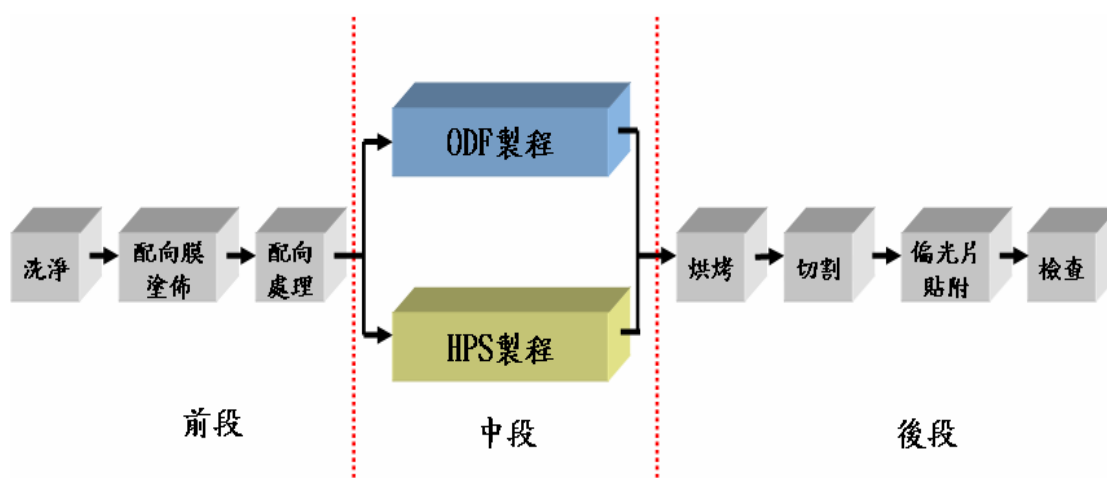 洗淨
配向膜
塗佈
配向
處理
ODF製程
HPS製程
烘烤
切割
偏光片
貼附
檢查
前段
中段
後段